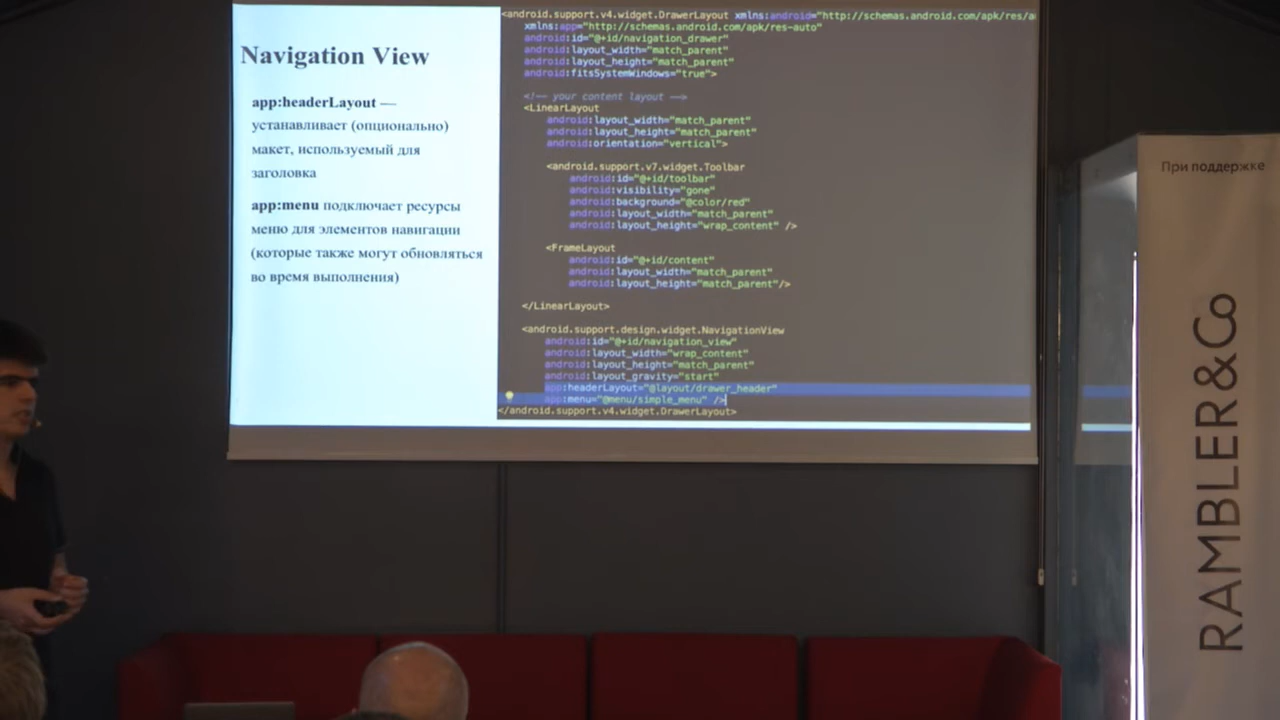 Navigation View
app:headerLayout —
устанавливает (опционально)
макет, используемый для
заголовка
app:menu подключает ресурсы
меню для элементов навигации
(которые также могут обновляться
во время выполнения)
<android.support.v4.widget.DrawerLayout xmlns:android="http://schemas.android.com/apk/res/a
xmlns:app="http://schemas.android.com/apk/res-auto"
android:id="@+id/navigation_drawer"
android:layout_width="match_parent"
android:layout_height="match_parent"
android:fitsSystemWindows="true">
<!-- your content layout -->
<LinearLayout
android:layout_width="match_parent"
android:layout_height="match_parent"
android:orientation="vertical">
<android.support.v7.widget.Toolbar
android:id="@+id/toolbar"
android:visibility="gone"
android:background="@color/red"
android:layout_width="match_parent"
android:layout_height="wrap_content" />
<FrameLayout
android:id="@+id/content"
android:layout_width="match_parent"
android:layout_height="match_parent"/>
</LinearLayout>
<android.support.design.widget.NavigationView
android:id="@+id/navigation_view"
android:layout_width="wrap_content"
android:layout_height="match_parent"
android:layout_gravity="start"
app:headerLayout="@layout/drawer_header"
app:menu="@menu/simple_menu" />
</android.support.v4.widget.DrawerLayout>
При поддержке
RAMBLER&Co